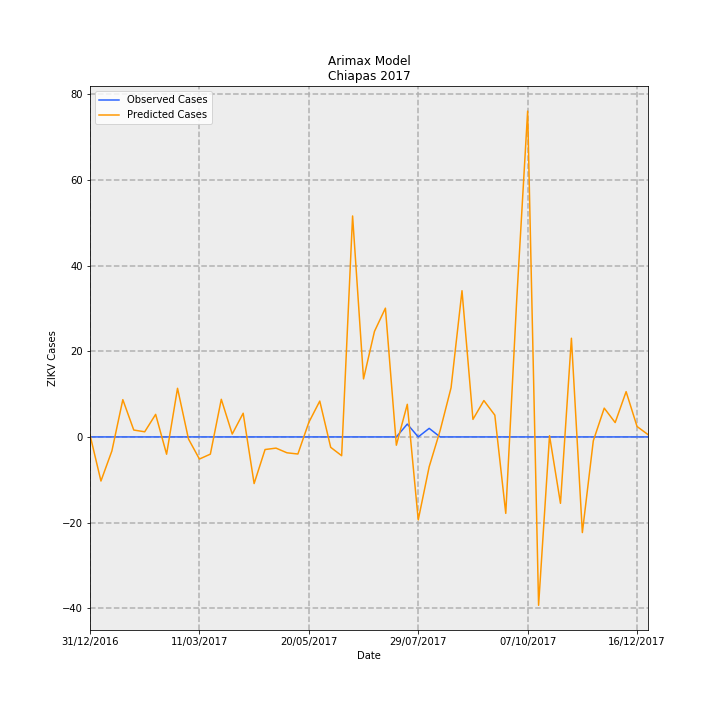 Arimax Model
Chiapas 2017
Observed Cases
Predicted Cases
80
60
40
20
0
−20
−40
ZIKV Cases
31/12/2016 11/03/2017 20/05/2017 29/07/2017 07/10/2017 16/12/2017
Date